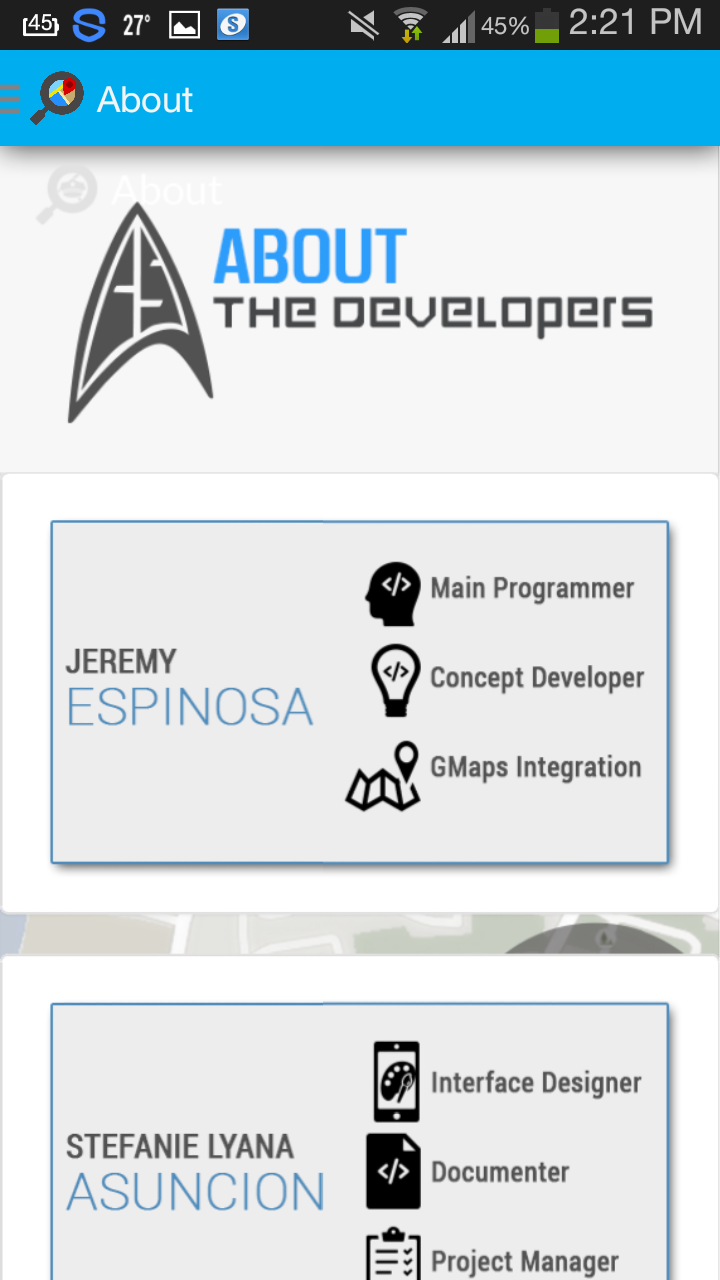 45 27° 45% 2:21 PM
About
About
ABOUT
THE DEVELOPERS
JEREMY
ESPINOSA
</> Main Programmer
</> Concept Developer
GMaps Integration
STEFANIE LYANA
ASUNCION
Interface Designer
</> Documenter
Project Manager